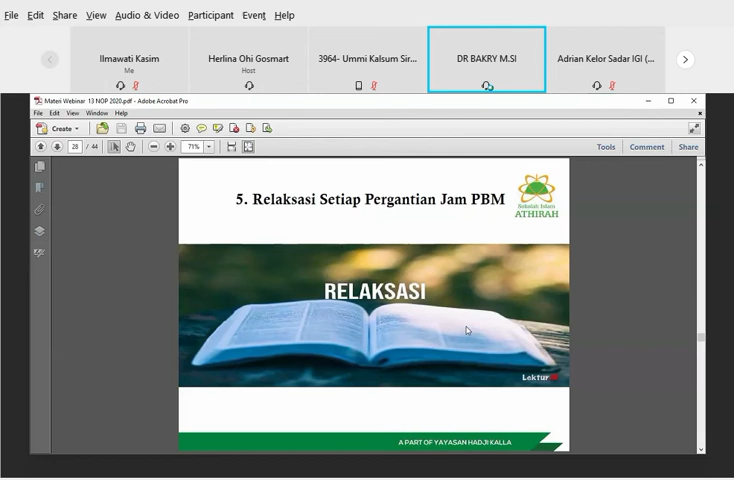 File Edit Share View Audio & Video Participant Event Help
Ilmawati Kasim
Me
Herlina Ohi Gosmart
Host
3964- Ummi Kalsum Sir...
DR BAKRY M.SI
Adrian Kelor Sadar IGI (...
Materi Webinar 13 NOP 2020.pdf - Adobe Acrobat Pro
File Edit View Window Help
Create
28 / 44
71%
Tools Comment Share
5. Relaksasi Setiap Pergantian Jam PBM
Sekolah Islam
ATHIRAH
RELAKSASI
Lektur
A PART OF YAYASAN HADJI KALLA